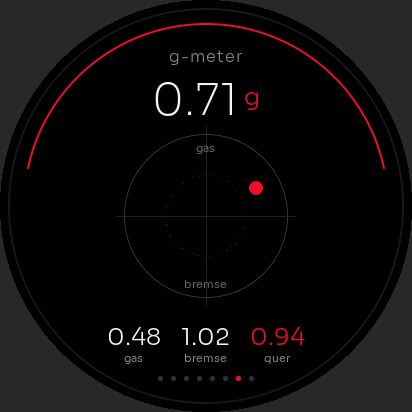 g-meter
0.71 g
gas
bremse
0.48 1.02 0.94
gas bremse quer